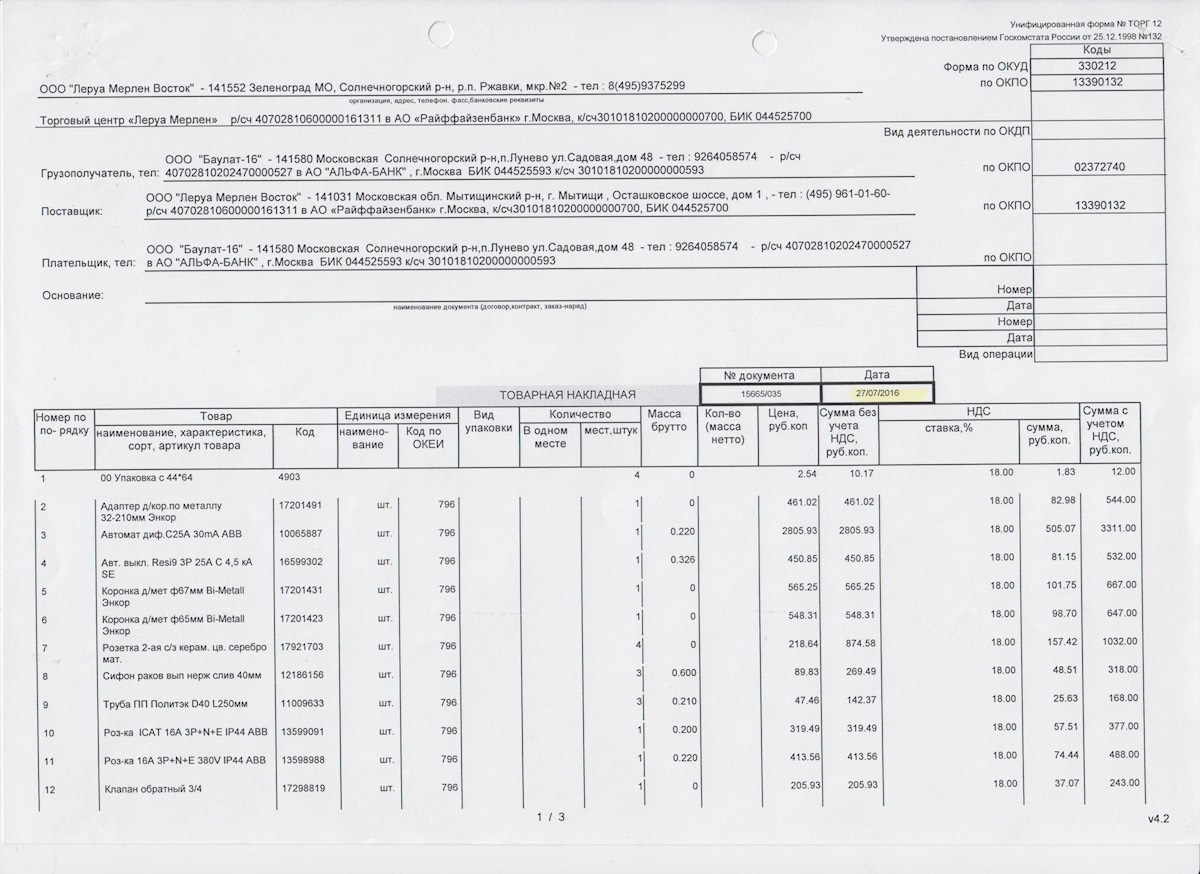 Унифицированная форма № ТОРГ 12
Утверждена постановлением Госкомстата России от 25.12.1998 №132
Коды
Форма по ОКУД 330212
ООО "Леруа Мерлен Восток" - 141552 Зеленоград МО, Солнечногорский р-н, р.п. Ржавки, мкр.№2 - тел : 8(495)9375299 по ОКПО 13390132
организация, адрес, телефон. фасс,банковские реквизиты
Торговый центр «Леруа Мерлен» р/сч 40702810600000161311 в АО «Райффайзенбанк» г.Москва, к/сч30101810200000000700, БИК 044525700
Вид деятельности по ОКДП
ООО "Баулат-16" - 141580 Московская Солнечногорский р-н,п.Лунево ул.Садовая,дом 48 - тел : 9264058574 - р/сч
Грузополучатель, тел: 40702810202470000527 в АО "АЛЬФА-БАНК" , г.Москва БИК 044525593 к/сч 30101810200000000593 по ОКПО 02372740
ООО "Леруа Мерлен Восток" - 141031 Московская обл. Мытищинский р-н, г. Мытищи , Осташковское шоссе, дом 1 , - тел : (495) 961-01-60-
Поставщик: р/сч 40702810600000161311 в АО «Райффайзенбанк» г.Москва, к/сч30101810200000000700, БИК 044525700 по ОКПО 13390132
ООО "Баулат-16" - 141580 Московская Солнечногорский р-н,п.Лунево ул.Садовая,дом 48 - тел : 9264058574 - р/сч 40702810202470000527
Плательщик, тел: в АО "АЛЬФА-БАНК" , г.Москва БИК 044525593 к/сч 30101810200000000593 по ОКПО
Основание:
наименование документа (договор,контракт, заказ-наряд)
Номер
Дата
Номер
Дата
Вид операции
№ документа Дата
ТОВАРНАЯ НАКЛАДНАЯ 15665/035 27/07/2016
Номер по по- рядку Товар Единица измерения Вид упаковки Количество Масса брутто Кол-во (масса нетто) Цена, руб.коп Сумма без учета НДС, руб.коп. НДС Сумма с учетом НДС, руб.коп.
наименование, характеристика, сорт, артикул товара Код наимено- вание Код по ОКЕИ В одном месте мест,штук ставка,% сумма, руб.коп.
1 00 Упаковка с 44*64 4903 4 0 2.54 10.17 18.00 1.83 12.00
2 Адаптер д/кор.по металлу 17201491 шт. 796 1 0 461.02 461.02 18.00 82.98 544.00
32-210мм Энкор
3 Автомат диф.С25А 30mA ABB 10065887 шт. 796 1 0.220 2805.93 2805.93 18.00 505.07 3311.00
4 Авт. выкл. Resi9 3P 25А С 4,5 кА 16599302 шт. 796 1 0.326 450.85 450.85 18.00 81.15 532.00
SE
5 Коронка д/мет ф67мм Bi-Metall 17201431 шт. 796 1 0 565.25 565.25 18.00 101.75 667.00
Энкор
6 Коронка д/мет ф65мм Bi-Metall 17201423 шт. 796 1 0 548.31 548.31 18.00 98.70 647.00
Энкор
7 Розетка 2-ая с/з керам. цв. серебро 17921703 шт. 796 4 0 218.64 874.58 18.00 157.42 1032.00
мат.
8 Сифон раков вып нерж слив 40мм 12186156 шт. 796 3 0.600 89.83 269.49 18.00 48.51 318.00
9 Труба ПП Политэк D40 L250мм 11009633 шт. 796 3 0.210 47.46 142.37 18.00 25.63 168.00
10 Роз-ка ICAT 16А 3P+N+E IP44 ABB 13599091 шт. 796 1 0.200 319.49 319.49 18.00 57.51 377.00
11 Роз-ка 16А 3P+N+E 380V IP44 ABB 13598988 шт. 796 1 0.220 413.56 413.56 18.00 74.44 488.00
12 Клапан обратный 3/4 17298819 шт. 796 1 0 205.93 205.93 18.00 37.07 243.00
1 / 3
v4.2